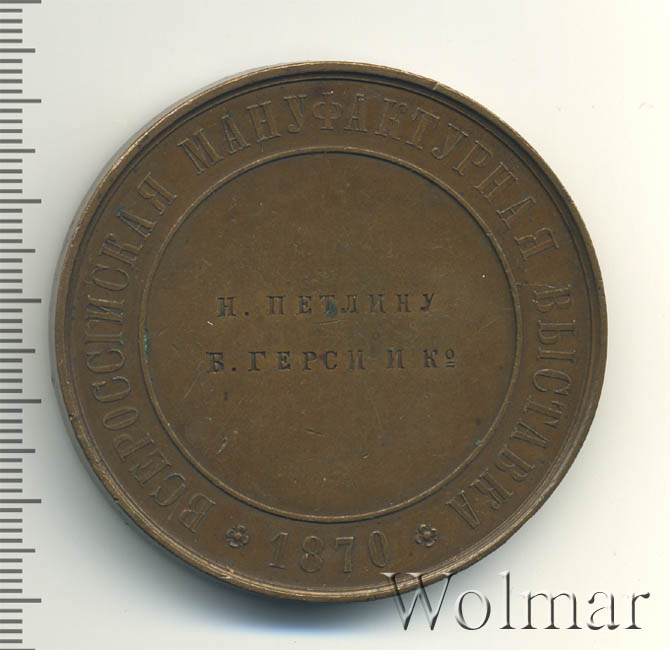 ВСЕРОССІЙСКАЯ МАНУФАКТУРНАЯ ВЫСТАВКА
1870
Н. ПЕТЛИНУ
Б. ГЕРСИ И Кº
Wolmar